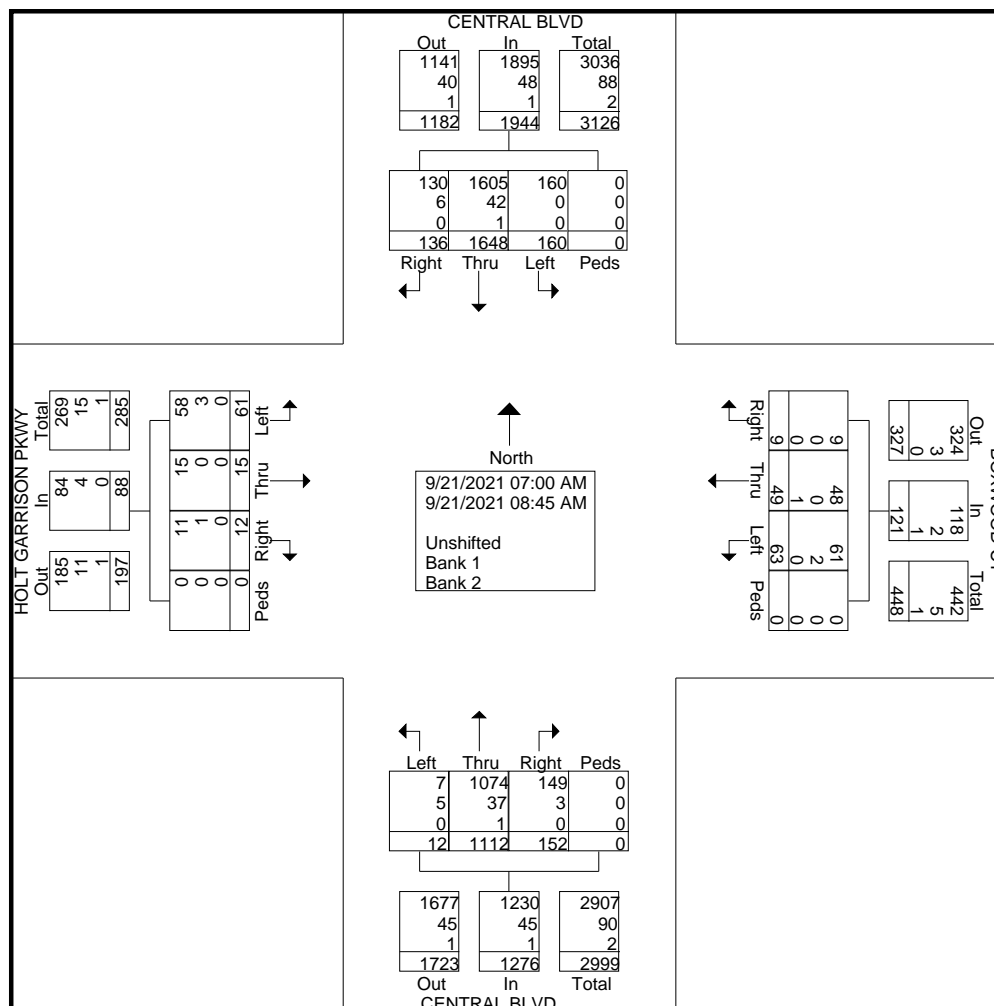 CENTRAL BLVD
Out In Total
1141 1895 3036
40 48 88
1 1 2
1182 1944 3126
130 1605 160 0
6 42 0 0
0 1 0 0
136 1648 160 0
Right Thru Left Peds
HOLT GARRISON PKWY
Total
269 15 1 285
In
84 4 0 88
Out
185 11 1 197
58 3 0 61 Left
15 0 0 15 Thru
11 1 0 12 Right
0 0 0 0 Peds
North
9/21/2021 07:00 AM
9/21/2021 08:45 AM
Unshifted
Bank 1
Bank 2
Right 9 0 0 9
Thru 49 1 0 48
Left 63 0 2 61
Peds 0 0 0 0
Out
327 0 3 324
In
121 1 2 118
Total
448 1 5 442
Left Thru Right Peds
7 1074 149 0
5 37 3 0
0 1 0 0
12 1112 152 0
1677 1230 2907
45 45 90
1 1 2
1723 1276 2999
Out In Total
CENTRAL BLVD